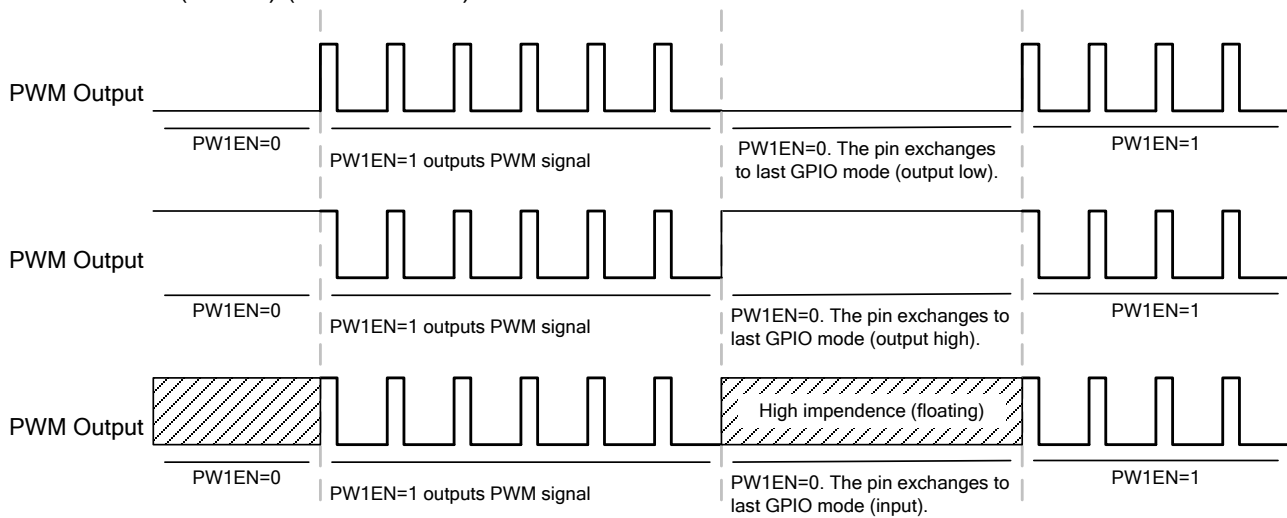 PWM Output
PW1EN=0
PW1EN=1 outputs PWM signal
PW1EN=0. The pin exchanges
to last GPIO mode (output low).
PW1EN=1
PWM Output
PW1EN=0
PW1EN=1 outputs PWM signal
PW1EN=0. The pin exchanges to
last GPIO mode (output high).
PW1EN=1
PWM Output
High impendence (floating)
PW1EN=0
PW1EN=1 outputs PWM signal
PW1EN=0. The pin exchanges to
last GPIO mode (input).
PW1EN=1